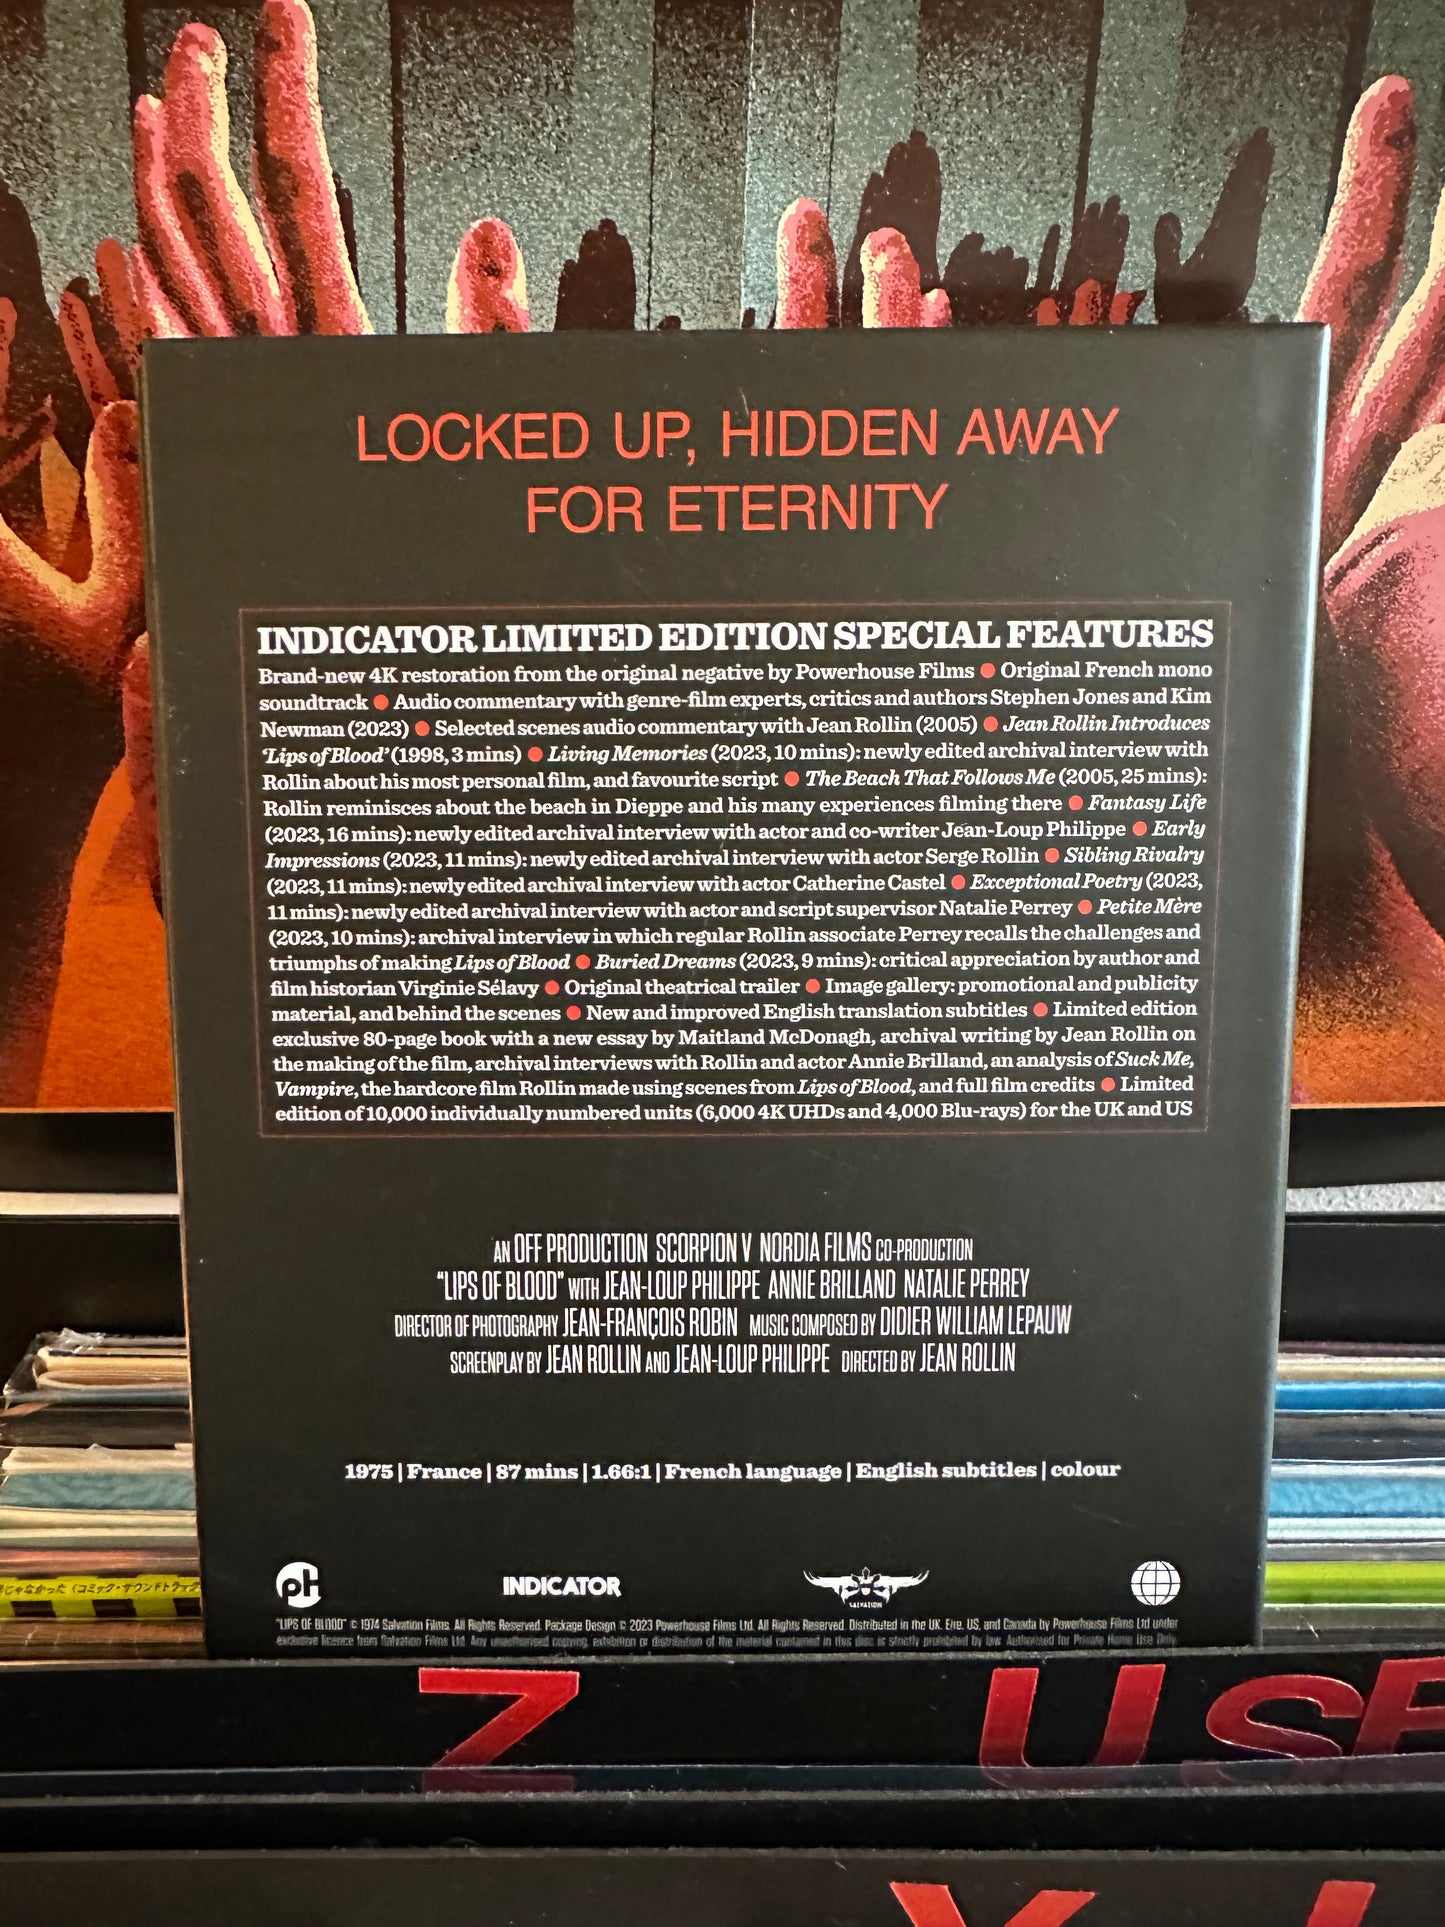 LOCKED UP, HIDDEN AWAY
FOR ETERNITY
INDICATOR LIMITED EDITION SPECIAL FEATURES
Brand-new 4K restoration from the original negative by Powerhouse Films ● Original French mono
soundtrack ● Audio commentary with genre-film experts, critics and authors Stephen Jones and Kim
Newman (2023) ● Selected scenes audio commentary with Jean Rollin (2005) ● Jean Rollin Introduces
‘Lips of Blood’ (1998, 3 mins) ● Living Memories (2023, 10 mins): newly edited archival interview with
Rollin about his most personal film, and favourite script ● The Beach That Follows Me (2005, 25 mins):
Rollin reminisces about the beach in Dieppe and his many experiences filming there ● Fantasy Life
(2023, 16 mins): newly edited archival interview with actor and co-writer Jean-Loup Philippe ● Early
Impressions (2023, 11 mins): newly edited archival interview with actor Serge Rollin ● Sibling Rivalry
(2023, 11 mins): newly edited archival interview with actor Catherine Castel ● Exceptional Poetry (2023,
11 mins): newly edited archival interview with actor and script supervisor Natalie Perrey ● Petite Mère
(2023, 10 mins): archival interview in which regular Rollin associate Perrey recalls the challenges and
triumphs of making Lips of Blood ● Buried Dreams (2023, 9 mins): critical appreciation by author and
film historian Virginie Sélavy ● Original theatrical trailer ● Image gallery: promotional and publicity
material, and behind the scenes ● New and improved English translation subtitles ● Limited edition
exclusive 80-page book with a new essay by Maitland McDonagh, archival writing by Jean Rollin on
the making of the film, archival interviews with Rollin and actor Annie Brilland, an analysis of Suck Me,
Vampire, the hardcore film Rollin made using scenes from Lips of Blood, and full film credits ● Limited
edition of 10,000 individually numbered units (6,000 4K UHDs and 4,000 Blu-rays) for the UK and US
AN OFF PRODUCTION SCORPION V NORDIA FILMS CO-PRODUCTION
“LIPS OF BLOOD” WITH JEAN-LOUP PHILIPPE ANNIE BRILLAND NATALIE PERREY
DIRECTOR OF PHOTOGRAPHY JEAN-FRANÇOIS ROBIN MUSIC COMPOSED BY DIDIER WILLIAM LEPAUW
SCREENPLAY BY JEAN ROLLIN AND JEAN-LOUP PHILIPPE DIRECTED BY JEAN ROLLIN
1975 | France | 87 mins | 1.66:1 | French language | English subtitles | colour
pH INDICATOR SALVATION
"LIPS OF BLOOD" © 1974 Salvation Films. All Rights Reserved. Package Design © 2023 Powerhouse Films Ltd. All Rights Reserved. Distributed in the UK, Eire, US, and Canada by Powerhouse Films Ltd under
exclusive licence from Salvation Films Ltd. Any unauthorised copying, exhibition or distribution of the material contained in this disc is strictly prohibited by law. Authorised for Private Home Use Only.
じゃなかった〈コミック・サウンドトラック
Z USE